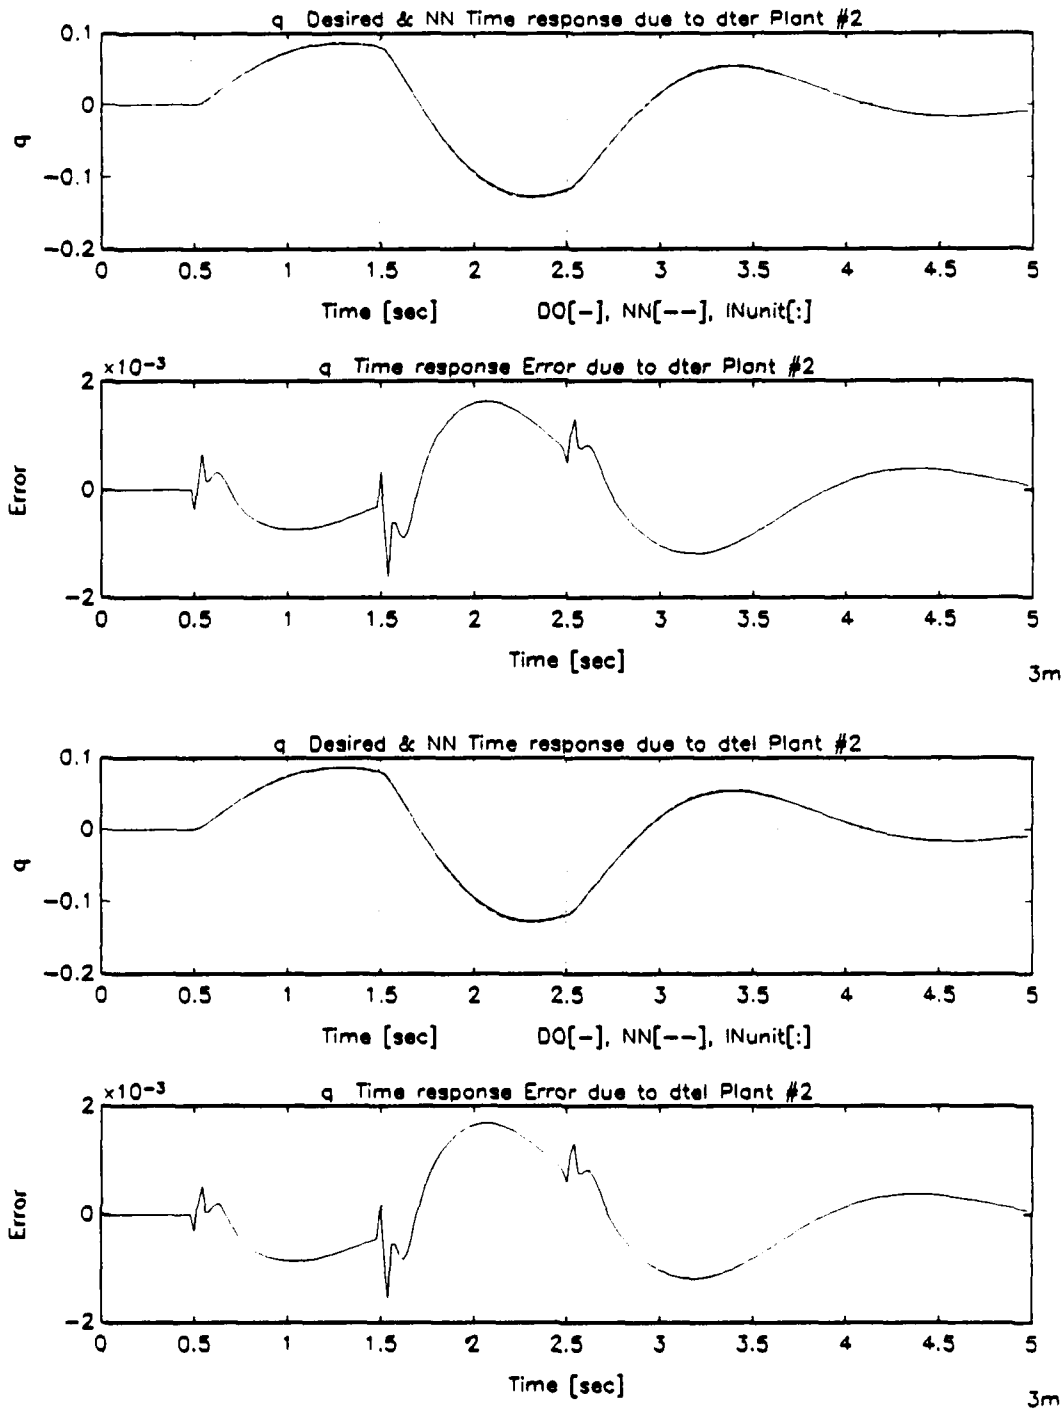 q Desired & NN Time response due to dter Plant #2
0.1
0
-0.1
-0.2
q
0 0.5 1 1.5 2 2.5 3 3.5 4 4.5 5
Time [sec] DO[-], NN[--], INunit[:]
×10-3 q Time response Error due to dter Plant #2
2
0
-2
Error
0 0.5 1 1.5 2 2.5 3 3.5 4 4.5 5
Time [sec]
3m
q Desired & NN Time response due to dtel Plant #2
0.1
0
-0.1
-0.2
q
0 0.5 1 1.5 2 2.5 3 3.5 4 4.5 5
Time [sec] DO[-], NN[--], INunit[:]
×10-3 q Time response Error due to dtel Plant #2
2
0
-2
Error
0 0.5 1 1.5 2 2.5 3 3.5 4 4.5 5
Time [sec]
3m